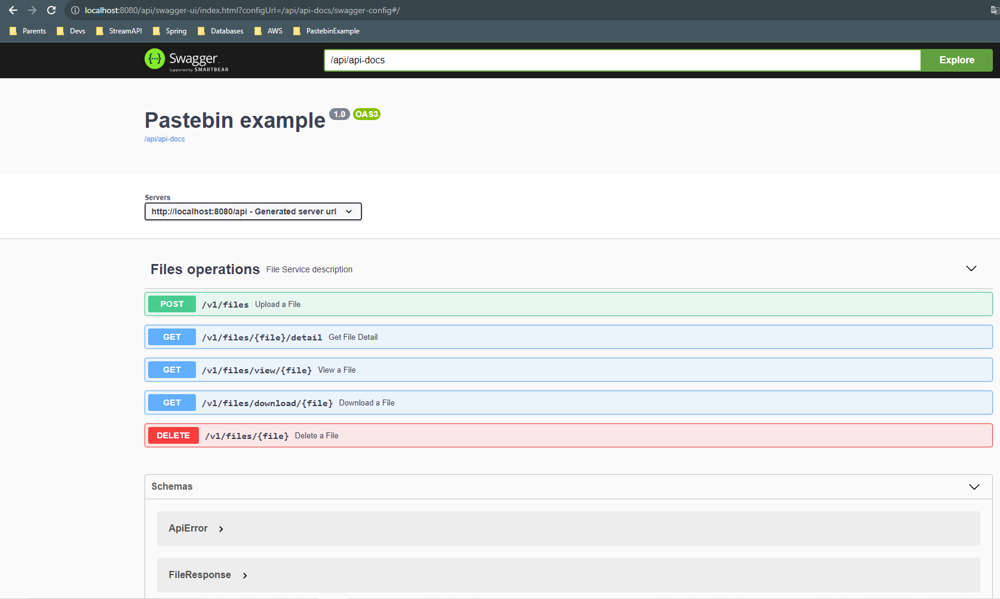 localhost:8080/api/swagger-ui/index.html?configUrl=/api/api-docs/swagger-config#/
Parents Devs StreamAPI Spring Databases AWS PastebinExample
Swagger
Supported by SMARTBEAR
/api/api-docs
Explore
Pastebin example 1.0 OAS3
/api/api-docs
Servers
http://localhost:8080/api - Generated server url
Files operations File Service description
POST /v1/files Upload a File
GET /v1/files/{file}/detail Get File Detail
GET /v1/files/view/{file} View a File
GET /v1/files/download/{file} Download a File
DELETE /v1/files/{file} Delete a File
Schemas
ApiError
FileResponse